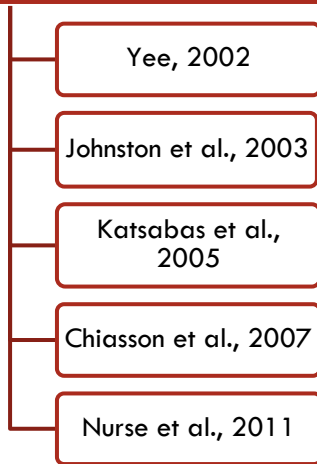 Yee, 2002
Johnston et al., 2003
Katsabas et al.,
2005
Chiasson et al., 2007
Nurse et al., 2011